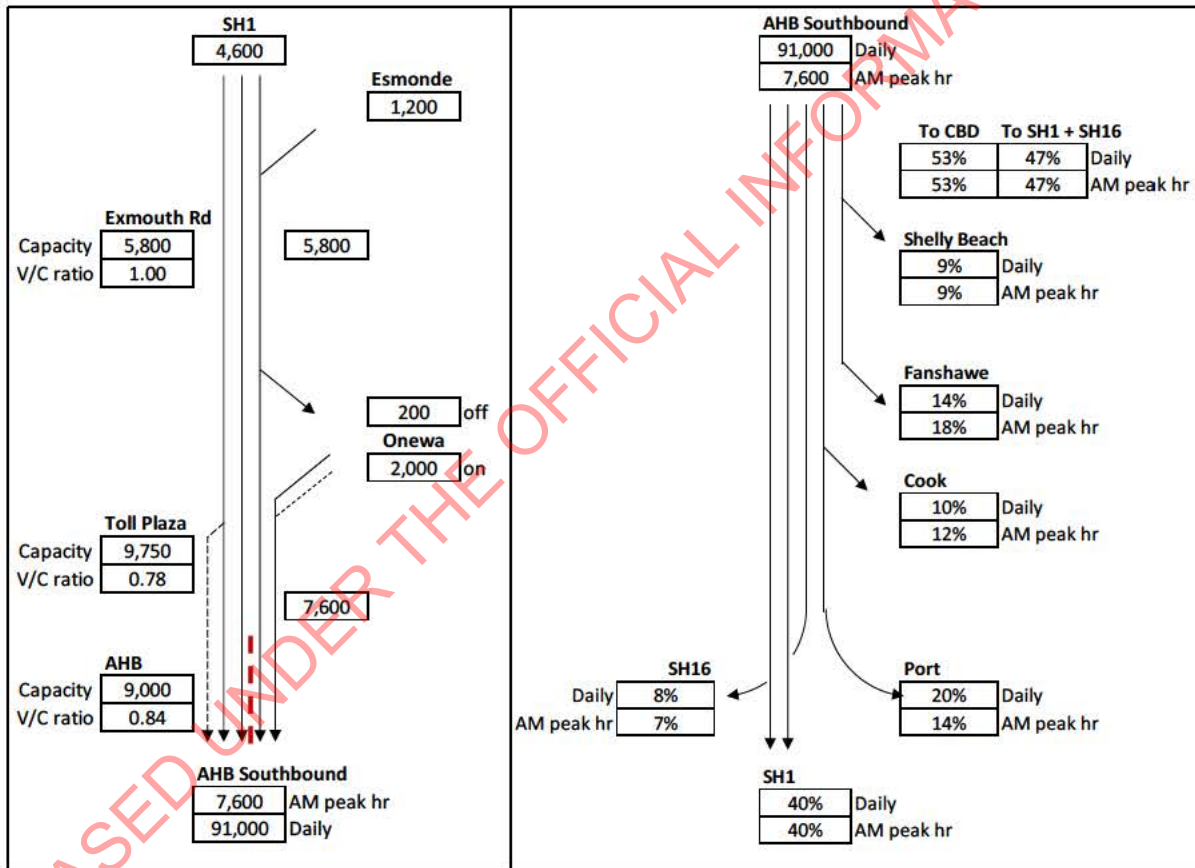 SH1
4,600
Esmonde
1,200
Exmouth Rd
Capacity 5,800 5,800
V/C ratio 1.00
200 off
Onewa
2,000 on
Toll Plaza
Capacity 9,750
V/C ratio 0.78
7,600
AHB
Capacity 9,000
V/C ratio 0.84
AHB Southbound
7,600 AM peak hr
91,000 Daily
AHB Southbound
91,000 Daily
7,600 AM peak hr
To CBD To SH1 + SH16
53% 47% Daily
53% 47% AM peak hr
Shelly Beach
9% Daily
9% AM peak hr
Fanshawe
14% Daily
18% AM peak hr
Cook
10% Daily
12% AM peak hr
SH16
Daily 8%
AM peak hr 7%
Port
20% Daily
14% AM peak hr
SH1
40% Daily
40% AM peak hr
ASED UNDER THE OFFICIAL INFORMA